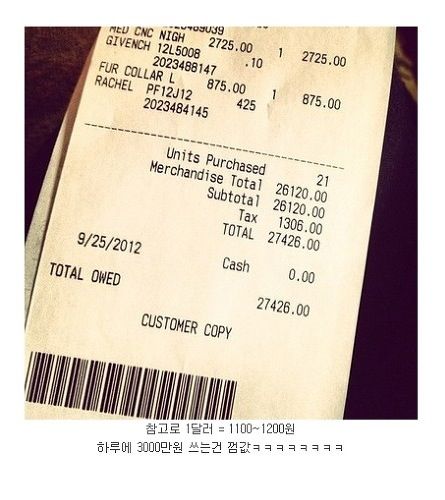 2023489039
MED CNC NIGH 2725.00 1 2725.00
GIVENCH 12L5008 .10
2023488147
FUR COLLAR L 875.00 1 875.00
RACHEL PF12J12 425
2023484145
Units Purchased 21
Merchandise Total 26120.00
Subtotal 26120.00
Tax 1306.00
TOTAL 27426.00
9/25/2012
Cash 0.00
TOTAL OWED 27426.00
CUSTOMER COPY
참고로 1달러 = 1100~1200원
하루에 3000만원 쓰는건 껌값ㅋㅋㅋㅋㅋㅋㅋㅋ